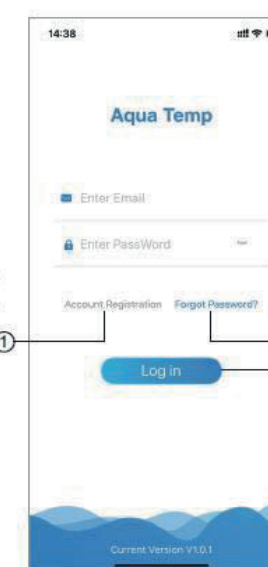 14:38
Aqua Temp
Enter Email
Enter PassWord
Account Registration Forgot Password?
1
Log in
Current Version V1.0.1